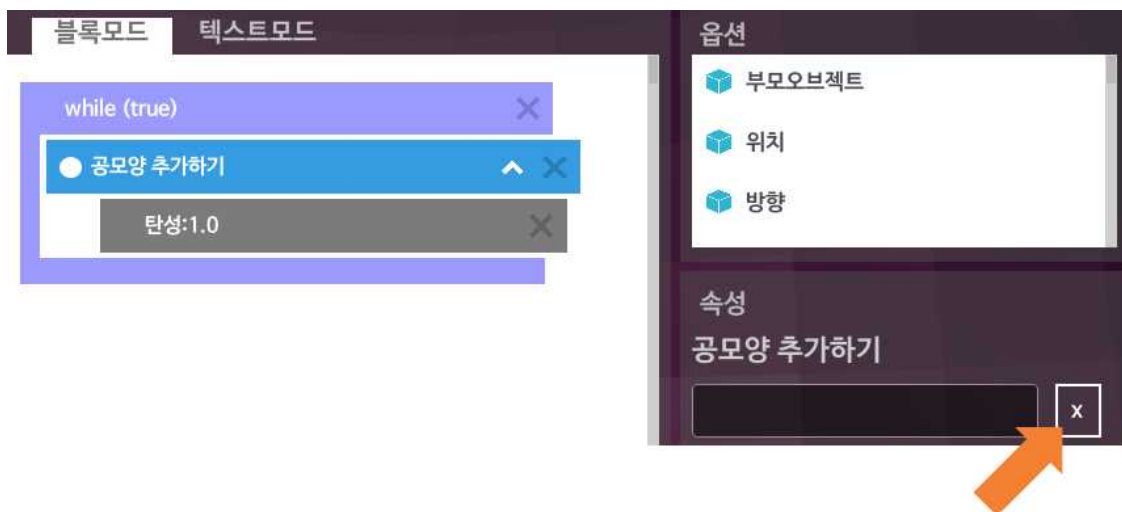 블록모드 텍스트모드
while (true)
공모양 추가하기
탄성:1.0
옵션
부모오브젝트
위치
방향
속성
공모양 추가하기
x